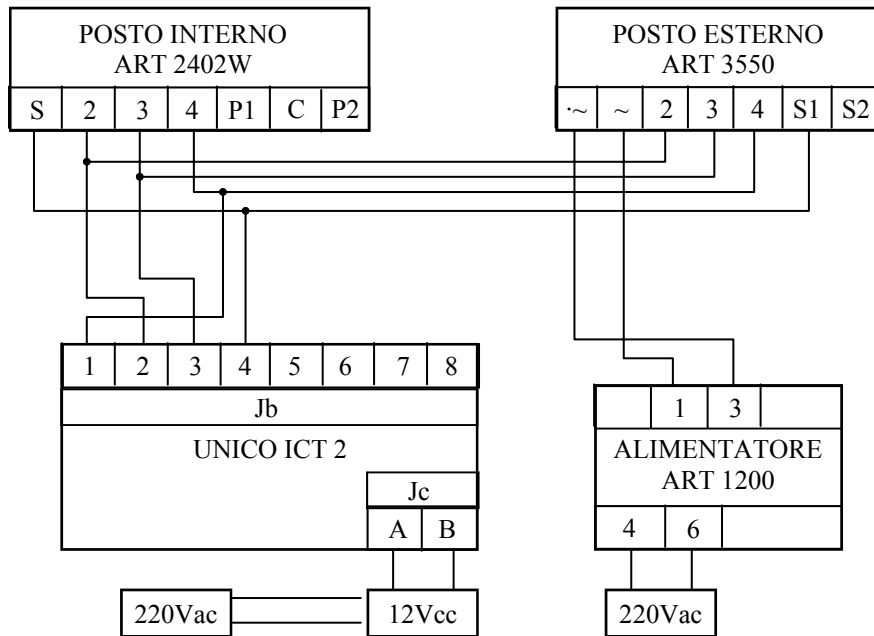 POSTO INTERNO
ART 2402W
S 2 3 4 P1 C P2
POSTO ESTERNO
ART 3550
·~ ~ 2 3 4 S1 S2
1 2 3 4 5 6 7 8
Jb
UNICO ICT 2
Jc
A B
220Vac
12Vcc
1 3
ALIMENTATORE
ART 1200
4 6
220Vac